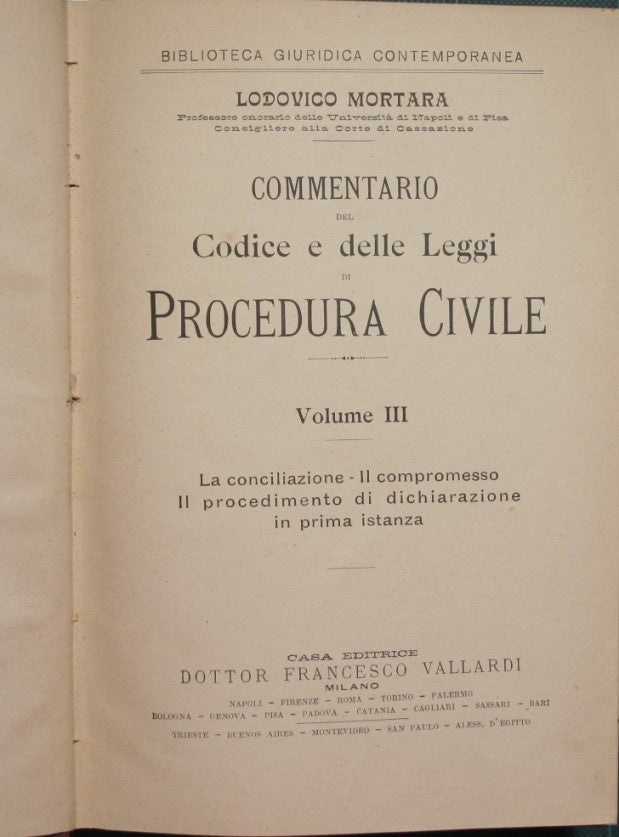 BIBLIOTECA GIURIDICA CONTEMPORANEA
LODOVICO MORTARA
Professore onorario delle Università di Napoli e di Pisa
Consigliere alla Corte di Cassazione
COMMENTARIO
DEL
Codice e delle Leggi
DI
PROCEDURA CIVILE
Volume III
La conciliazione - Il compromesso
Il procedimento di dichiarazione
in prima istanza
CASA EDITRICE
DOTTOR FRANCESCO VALLARDI
MILANO
NAPOLI – FIRENZE – ROMA – TORINO – PALERMO
BOLOGNA – GENOVA – PISA – PADOVA – CATANIA – CAGLIARI – SASSARI – BARI
TRIESTE – BUENOS AIRES – MONTEVIDEO – SAN PAULO – ALESS. D'EGITTO